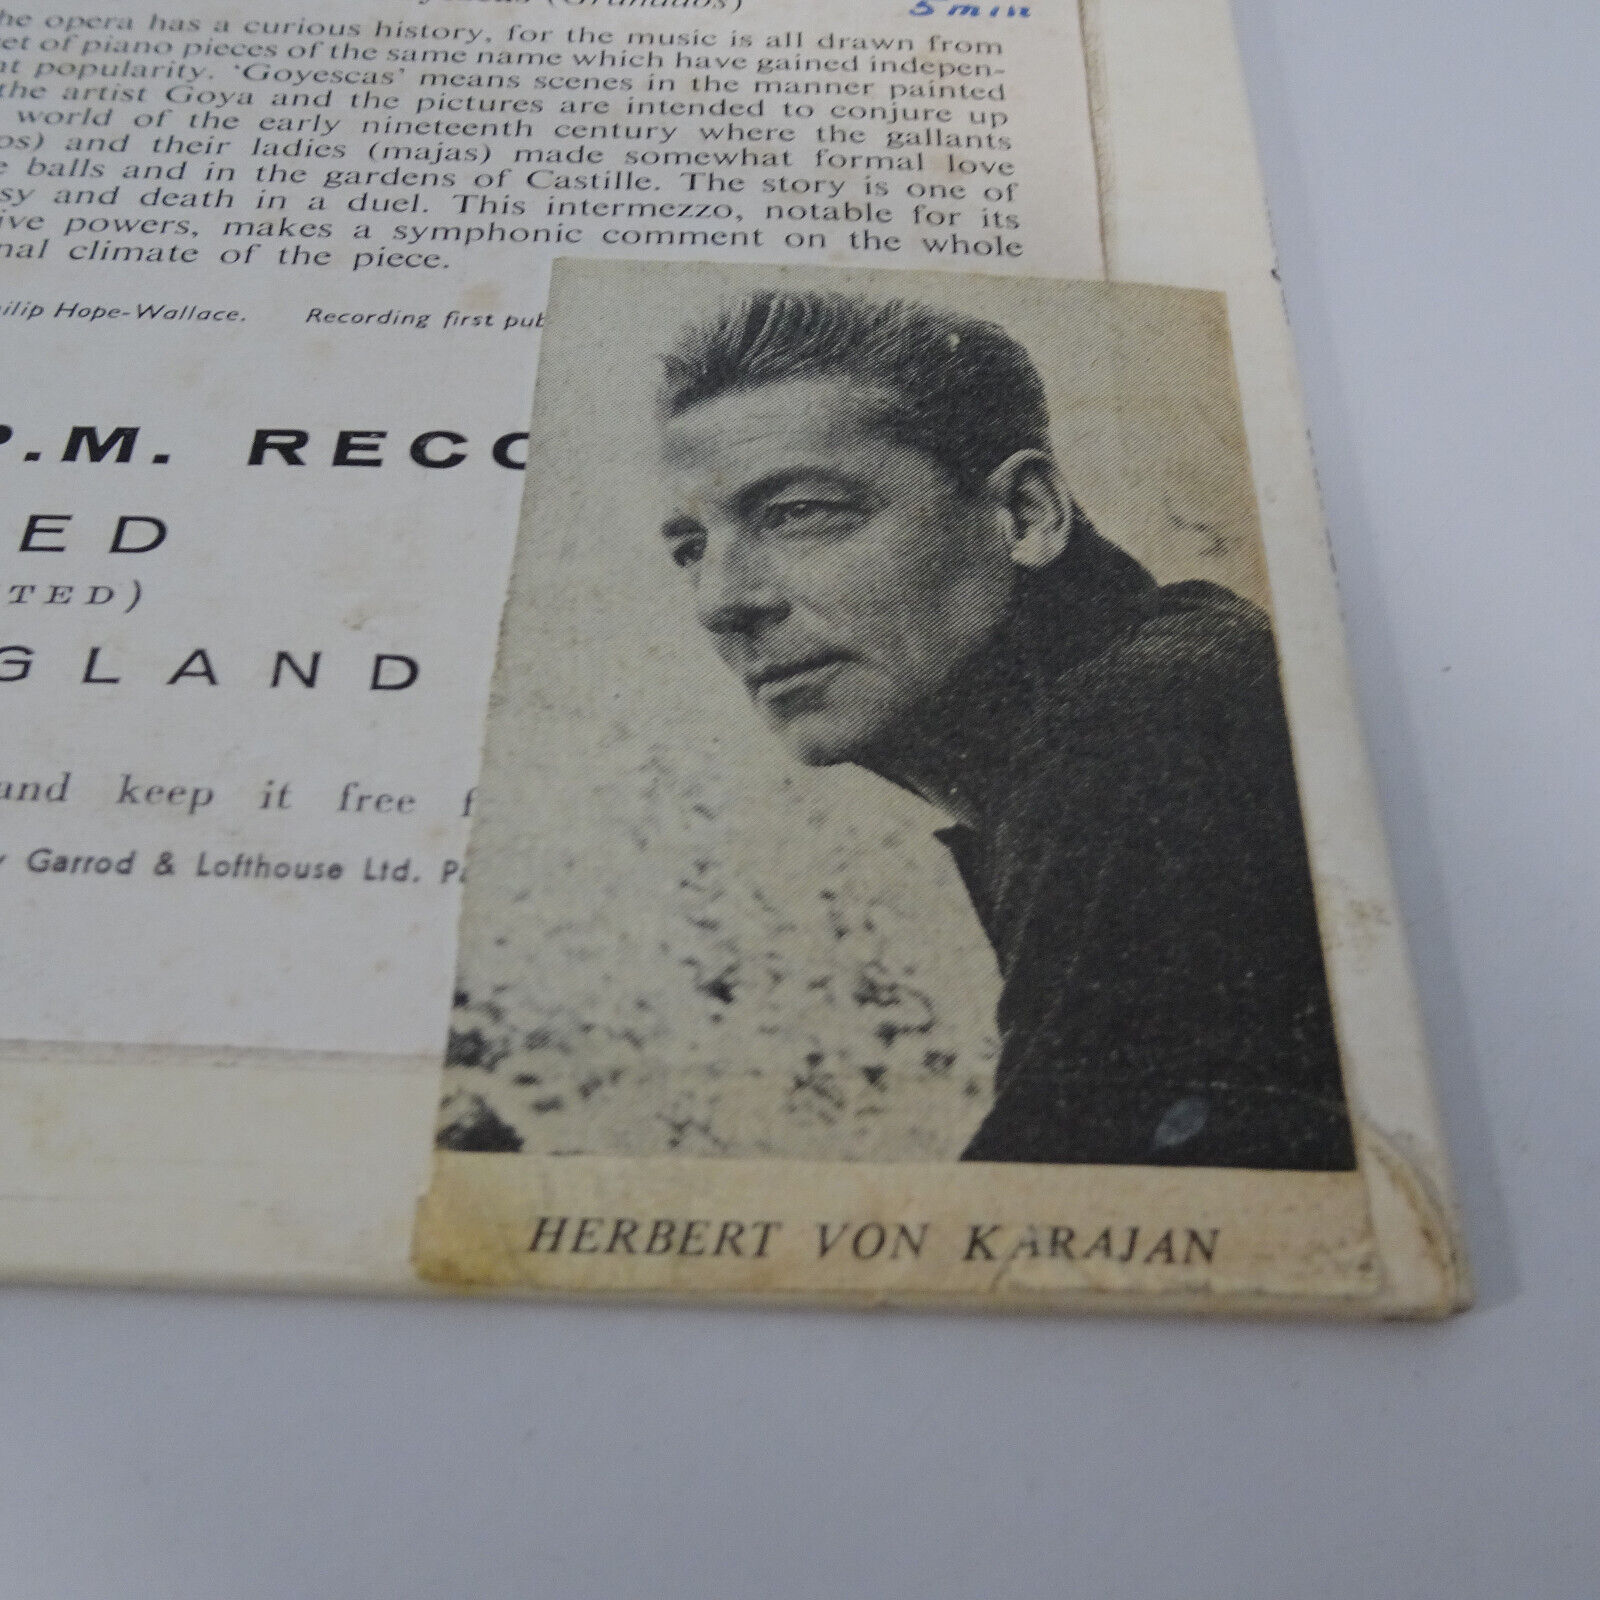 (Granados)
5 min
he opera has a curious history, for the music is all drawn from
et of piano pieces of the same name which have gained indepen-
at popularity. 'Goyescas' means scenes in the manner painted
the artist Goya and the pictures are intended to conjure up
world of the early nineteenth century where the gallants
os) and their ladies (majas) made somewhat formal love
e balls and in the gardens of Castille. The story is one of
sy and death in a duel. This intermezzo, notable for its
ive powers, makes a symphonic comment on the whole
nal climate of the piece.
ilip Hope-Wallace. Recording first pub
P.M. RECO
ED
TED)
GLAND
and keep it free f
y Garrod & Lofthouse Ltd. Pa
HERBERT VON KARAJAN